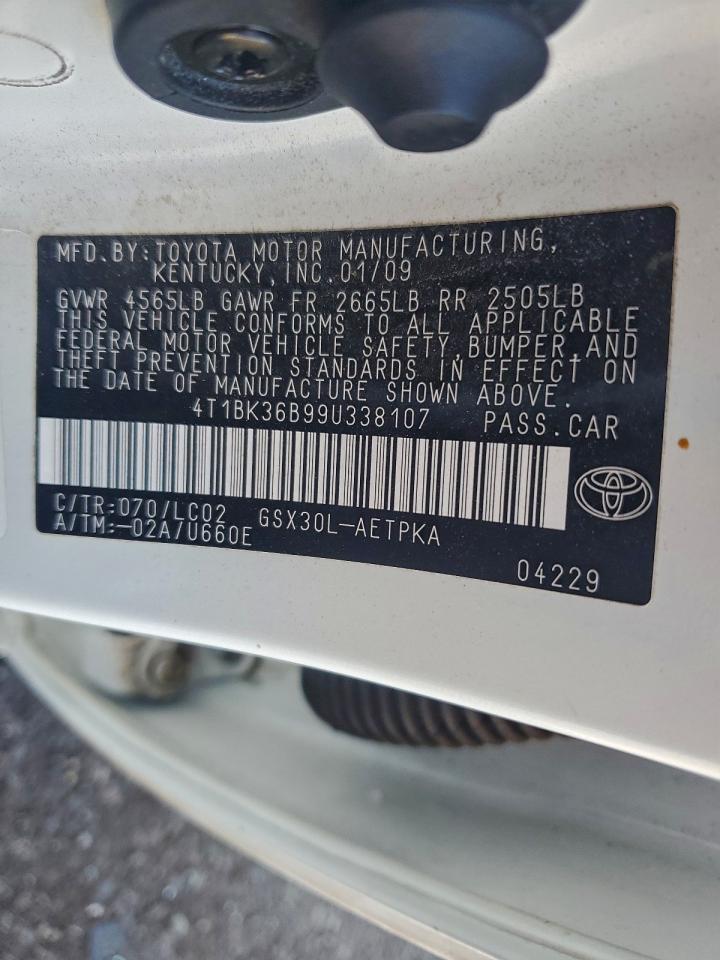 MFD.BY:TOYOTA MOTOR MANUFACTURING,
KENTUCKY,INC.01/09
GVWR 4565LB GAWR FR 2665LB RR 2505LB
THIS VEHICLE CONFORMS TO ALL APPLICABLE
FEDERAL MOTOR VEHICLE SAFETY,BUMPER,AND
THEFT PREVENTION STANDARDS IN EFFECT ON
THE DATE OF MANUFACTURE SHOWN ABOVE.
4T1BK36B99U338107 PASS.CAR
C/TR:070/LC02 GSX30L-AETPKA
A/TM:-02A/U660E
04229